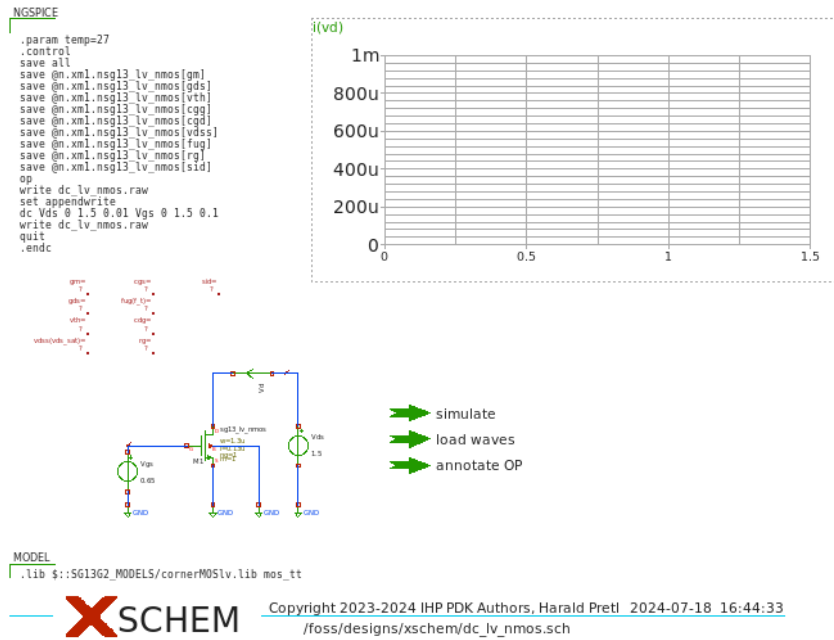 NGSPICE
.param temp=27
.control
save all
save @n.xm1.nsg13_lv_nmos[gm]
save @n.xm1.nsg13_lv_nmos[gds]
save @n.xm1.nsg13_lv_nmos[vth]
save @n.xm1.nsg13_lv_nmos[cgg]
save @n.xm1.nsg13_lv_nmos[cgd]
save @n.xm1.nsg13_lv_nmos[vdss]
save @n.xm1.nsg13_lv_nmos[fug]
save @n.xm1.nsg13_lv_nmos[rg]
save @n.xm1.nsg13_lv_nmos[sid]
op
write dc_lv_nmos.raw
set appendwrite
dc Vds 0 1.5 0.01 Vgs 0 1.5 0.1
write dc_lv_nmos.raw
quit
.endc
i(vd)
1m
800u
600u
400u
200u
0
0 0.5 1 1.5
gm= cgs= sid=
? ? ?
gds= fug(f_t)=
? ?
vth= cdg=
? ?
vdss(vds_sat)= rg=
? ?
Vd
sg13_lv_nmos
w=1.3u
M1
Vds
1.5
Vgs
0.65
GND GND GND GND
simulate
load waves
annotate OP
MODEL
.lib $::SG13G2_MODELS/cornerMOSlv.lib mos_tt
XSCHEM
Copyright 2023-2024 IHP PDK Authors, Harald Pretl 2024-07-18 16:44:33
/foss/designs/xschem/dc_lv_nmos.sch